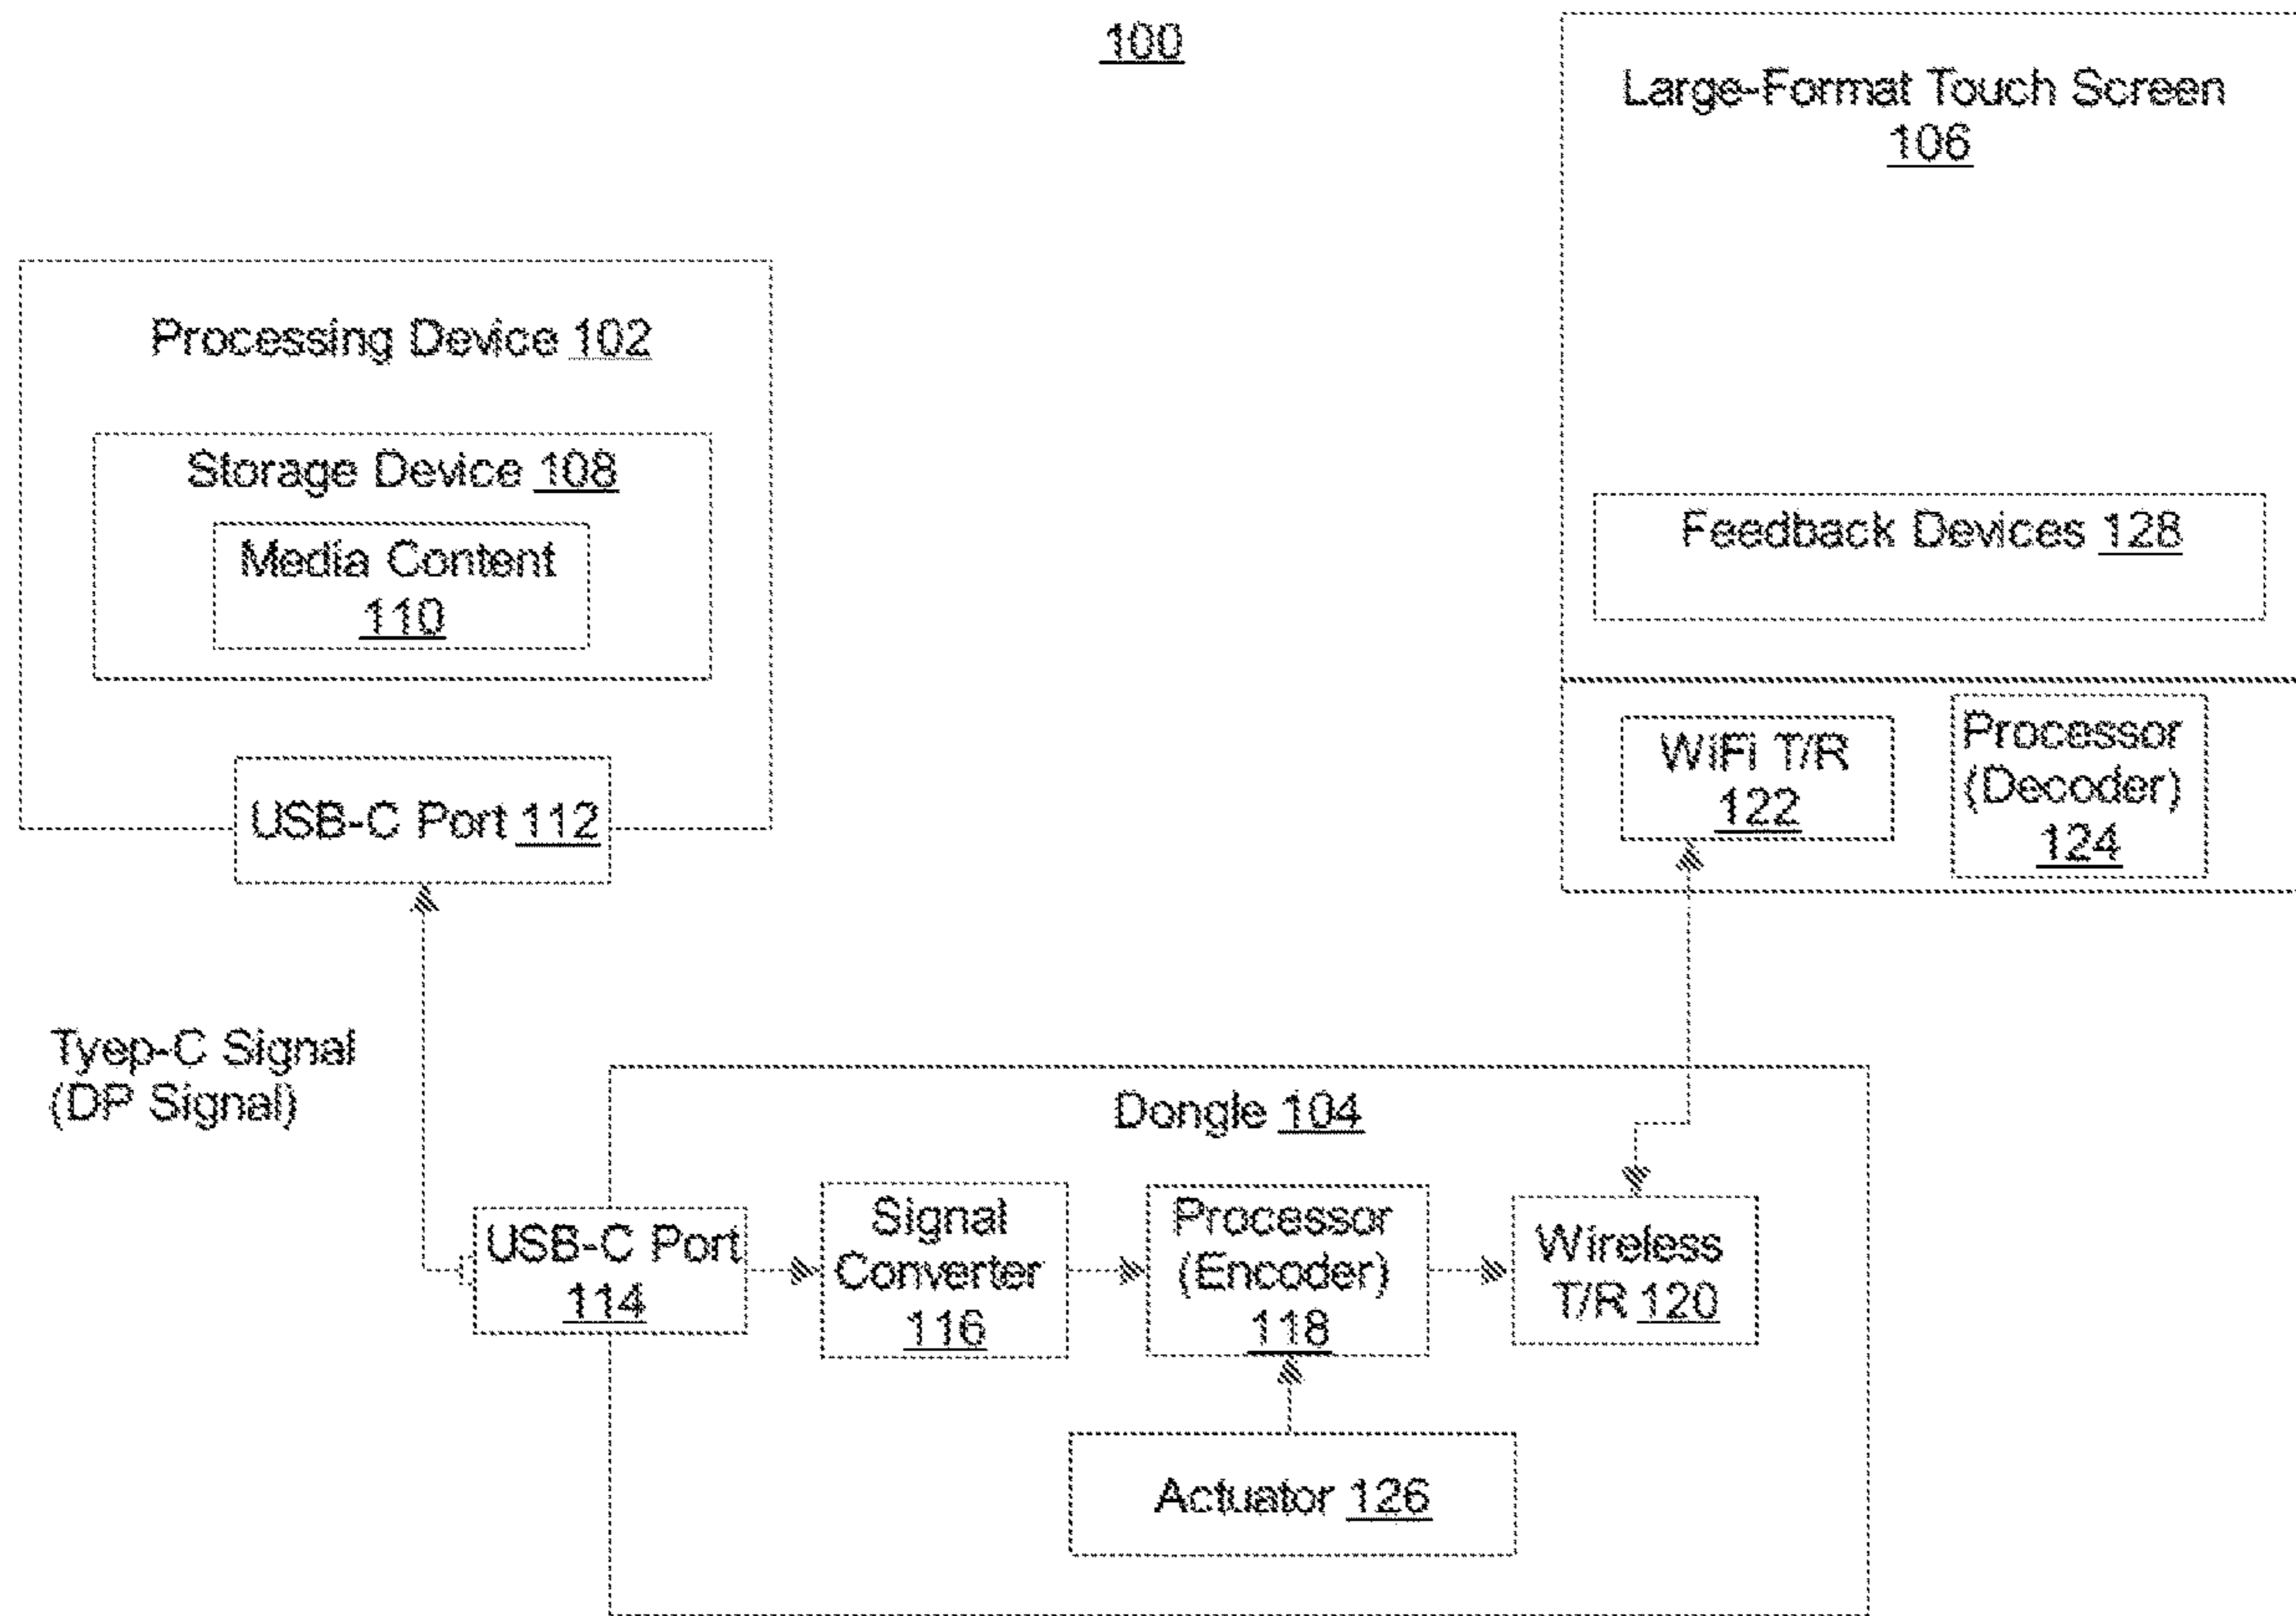 100
Large-Format Touch Screen
106
Processing Device 102
Storage Device 108
Media Content
110
USB-C Port 112
Feedback Devices 128
WiFi T/R
122
Processor
(Decoder)
124
Tyep-C Signal
(DP Signal)
Dongle 104
USB-C Port
114
Signal
Converter
116
Processor
(Encoder)
118
Wireless
T/R 120
Actuator 126